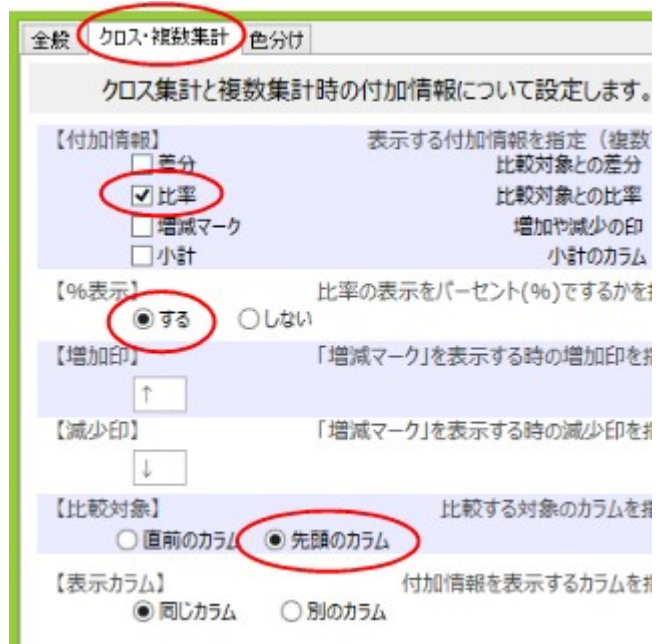 全般 クロス・複数集計 色分け
クロス集計と複数集計時の付加情報について設定します。
【付加情報】 表示する付加情報を指定（複数
差分 比較対象との差分
比率 比較対象との比率
増減マーク 増加や減少の印
小計 小計のカラム
【%表示】 比率の表示をパーセント(%)でするかを
する しない
【増加印】 「増減マーク」を表示する時の増加印を
↑
【減少印】 「増減マーク」を表示する時の減少印を
↓
【比較対象】 比較する対象のカラムを
直前のカラム 先頭のカラム
【表示カラム】 付加情報を表示するカラムを
同じカラム 別のカラム